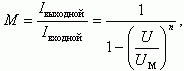 M = Iвыходной / Iвходной = 1 / (1 − (U / Uм)ⁿ) ,